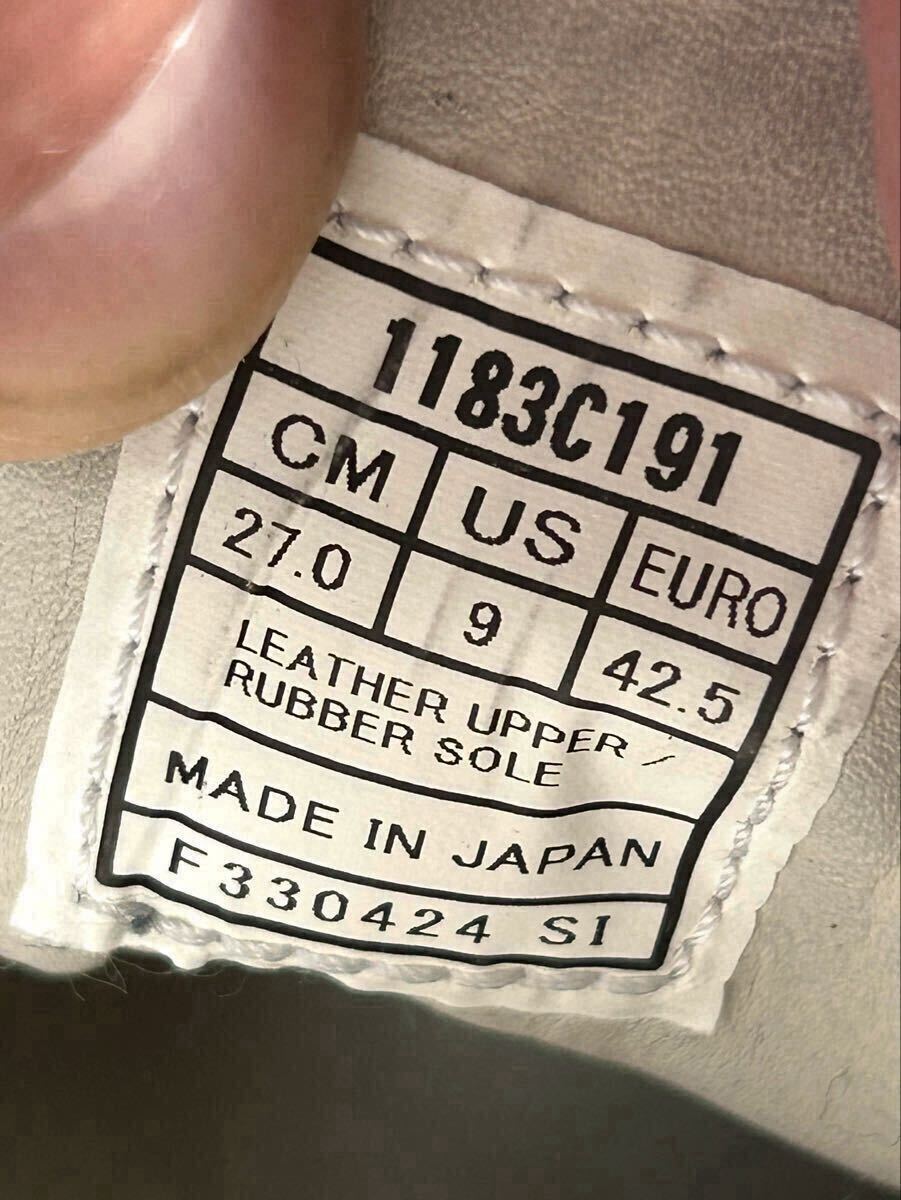 1183C191
CM US EURO
27.0 9 42.5
LEATHER UPPER /
RUBBER SOLE
MADE IN JAPAN
F330424 SI